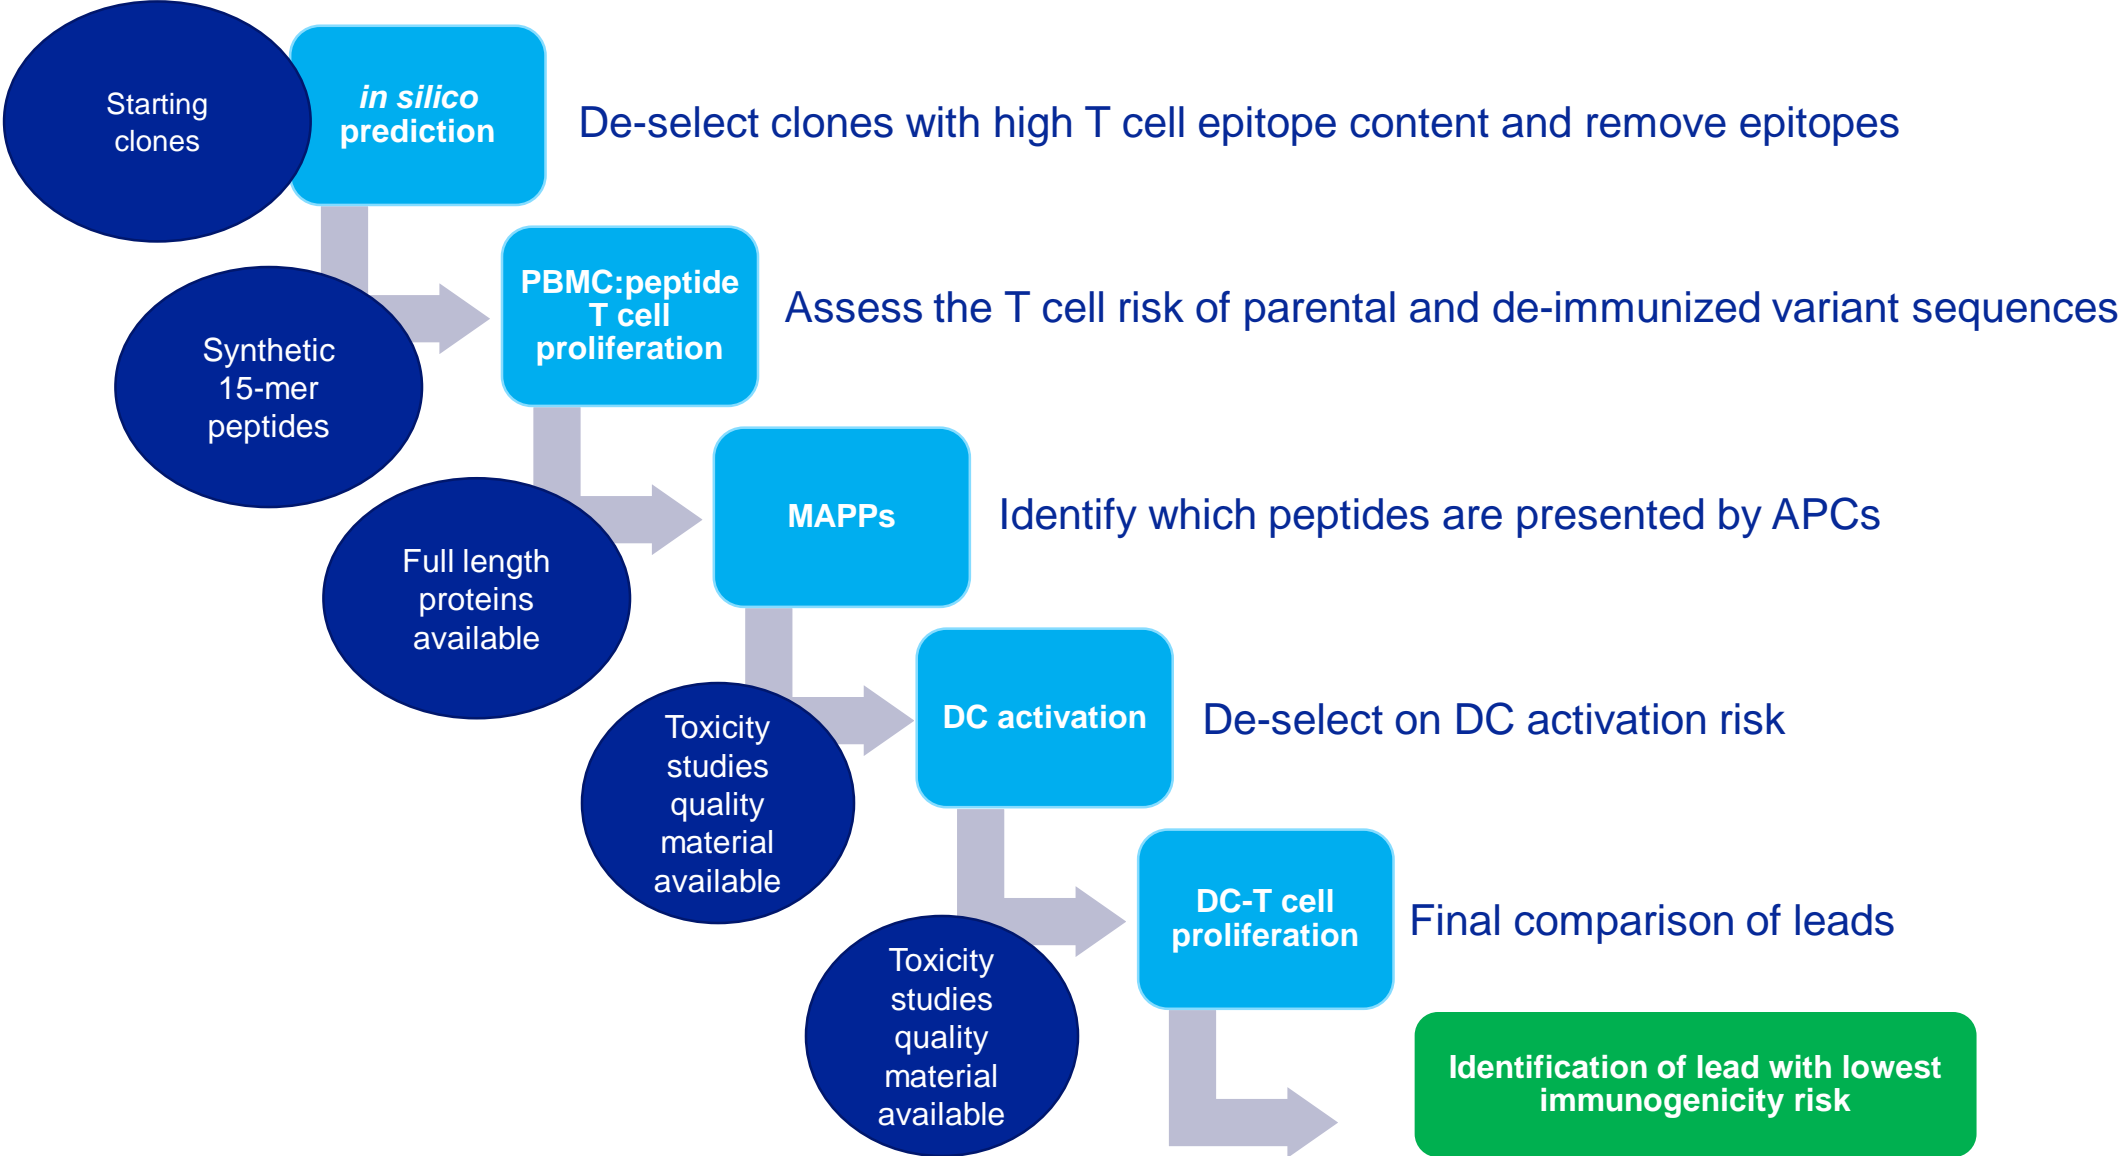 Starting
clones
in silico
prediction
De-select clones with high T cell epitope content and remove epitopes
Synthetic
15-mer
peptides
PBMC:peptide
T cell
proliferation
Assess the T cell risk of parental and de-immunized variant sequences
Full length
proteins
available
MAPPs
Identify which peptides are presented by APCs
Toxicity
studies
quality
material
available
DC activation
De-select on DC activation risk
Toxicity
studies
quality
material
available
DC-T cell
proliferation
Final comparison of leads
Identification of lead with lowest
immunogenicity risk